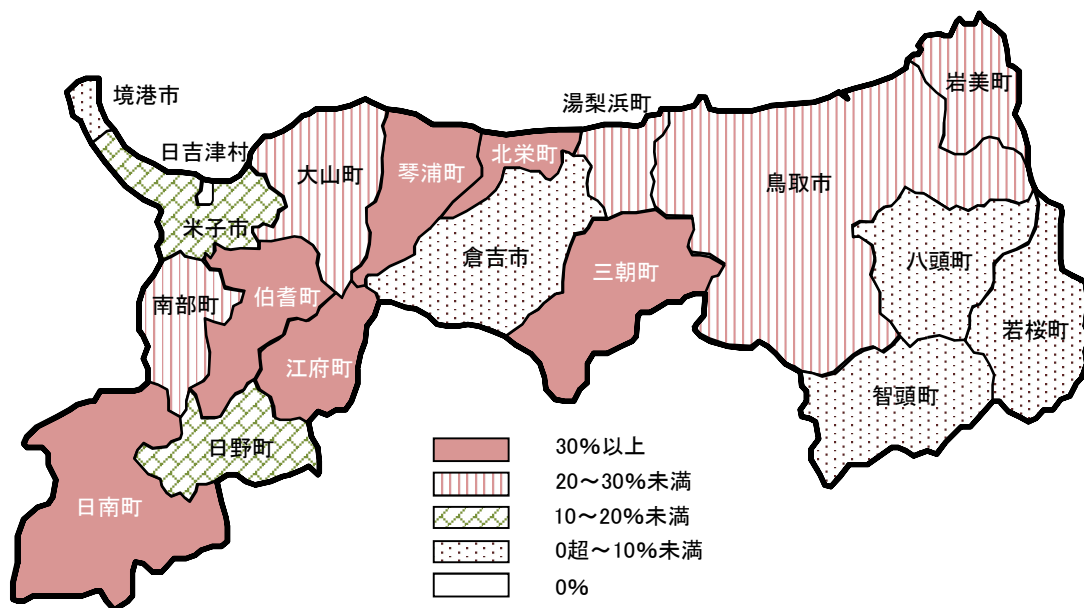 境港市
湯梨浜町
岩美町
日吉津村
大山町
琴浦町
北栄町
鳥取市
米子市
倉吉市
三朝町
八頭町
南部町
伯耆町
若桜町
江府町
智頭町
日野町
日南町
30%以上
20～30%未満
10～20%未満
0超～10%未満
0%